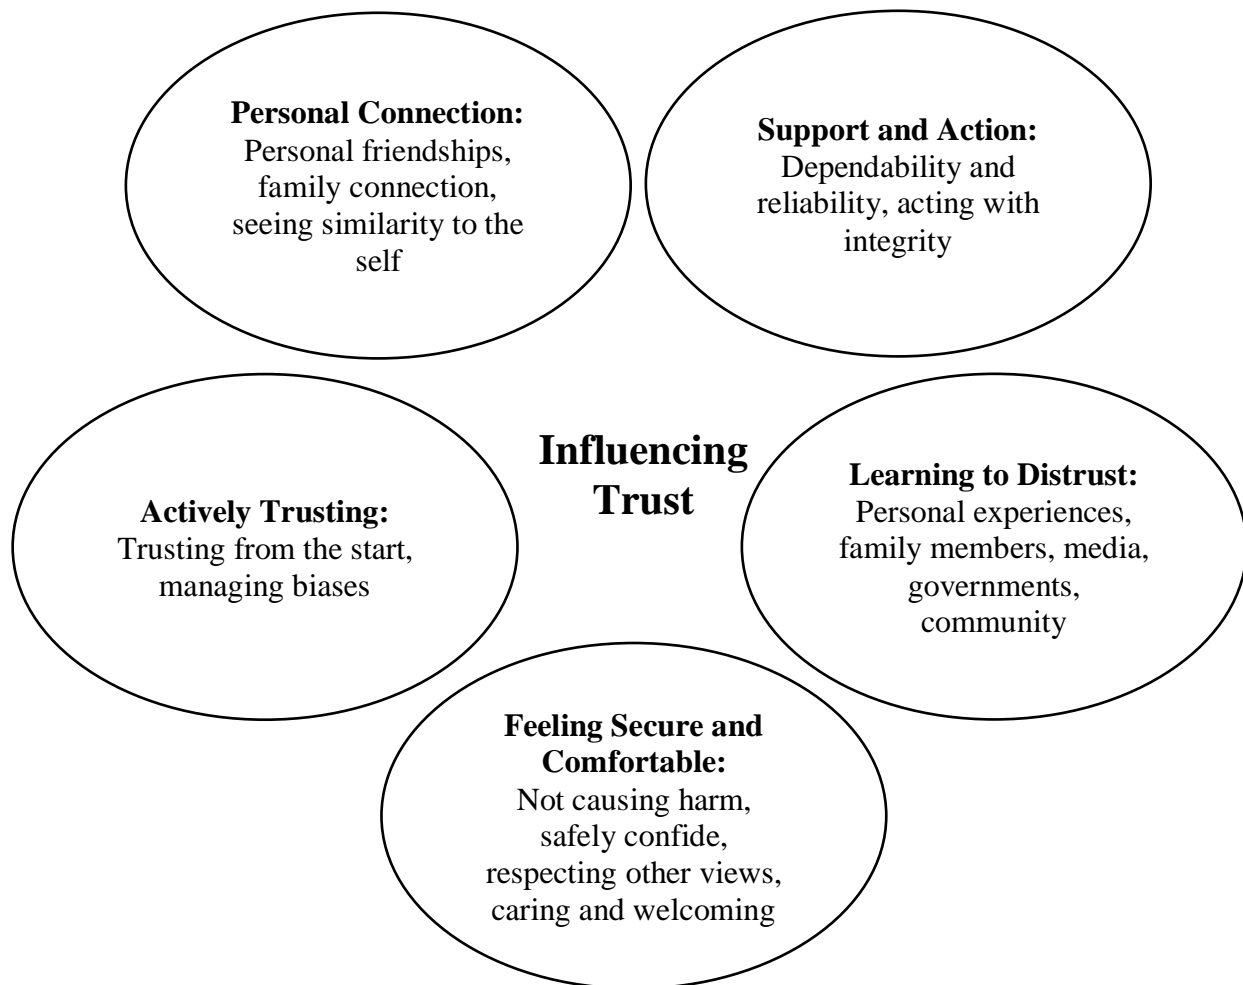 Personal Connection:
Personal friendships,
family connection,
seeing similarity to the
self
Support and Action:
Dependability and
reliability, acting with
integrity
Influencing
Trust
Actively Trusting:
Trusting from the start,
managing biases
Learning to Distrust:
Personal experiences,
family members, media,
governments,
community
Feeling Secure and
Comfortable:
Not causing harm,
safely confide,
respecting other views,
caring and welcoming